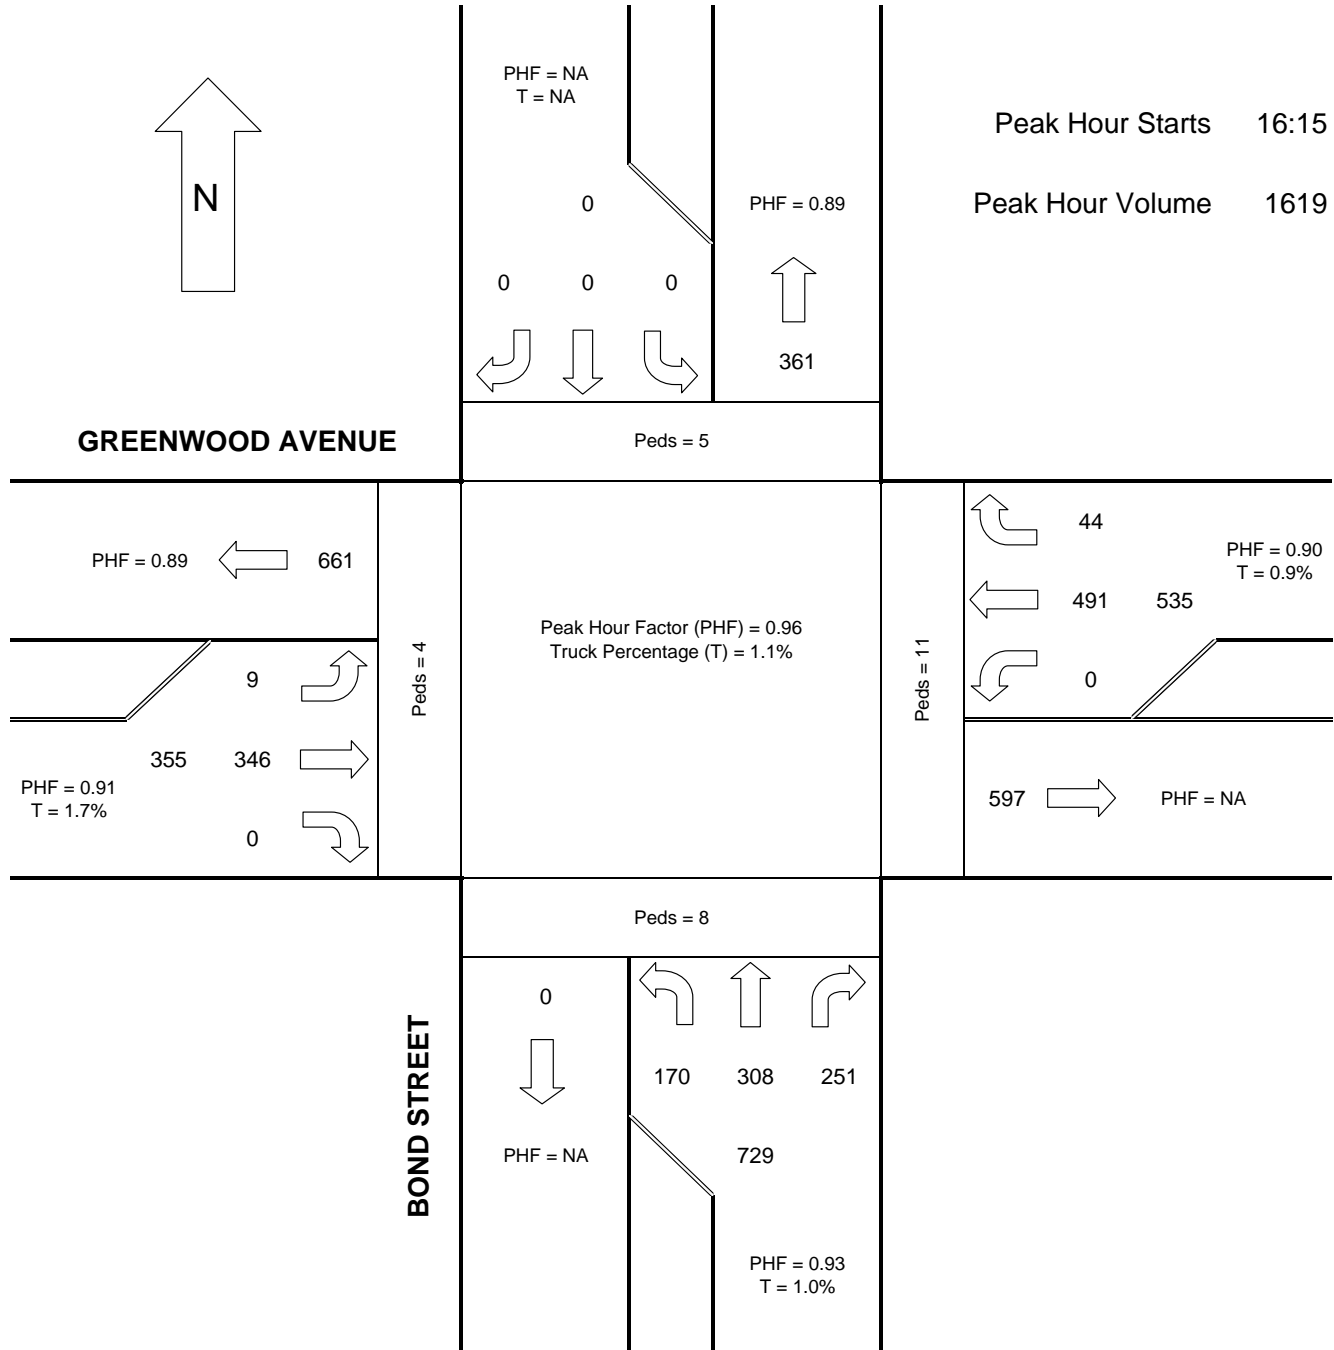 PHF = NA
T = NA
Peak Hour Starts 16:15
N
0
PHF = 0.89
Peak Hour Volume 1619
0 0 0
361
GREENWOOD AVENUE
Peds = 5
44
PHF = 0.90
T = 0.9%
PHF = 0.89 661
491 535
Peak Hour Factor (PHF) = 0.96
Truck Percentage (T) = 1.1%
Peds = 4
Peds = 11
9
0
355 346
PHF = 0.91
T = 1.7%
597 PHF = NA
0
Peds = 8
0
BOND STREET
170 308 251
PHF = NA
729
PHF = 0.93
T = 1.0%